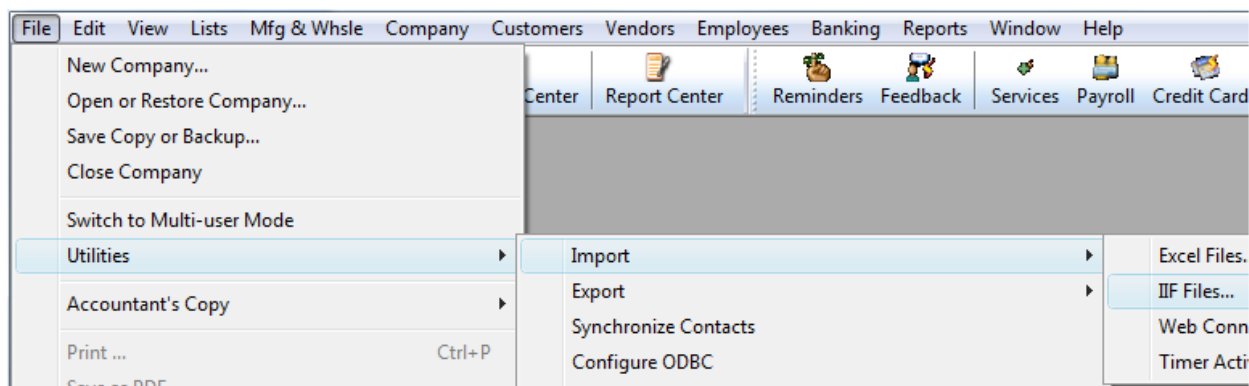 File Edit View Lists Mfg & Whsle Company Customers Vendors Employees Banking Reports Window Help
Center Report Center Reminders Feedback Services Payroll Credit Card
New Company...
Open or Restore Company...
Save Copy or Backup...
Close Company
Switch to Multi-user Mode
Utilities Import Excel Files.
Export IIF Files...
Accountant's Copy
Synchronize Contacts Web Conn
Print ... Ctrl+P
Configure ODBC Timer Acti
Save as PDF